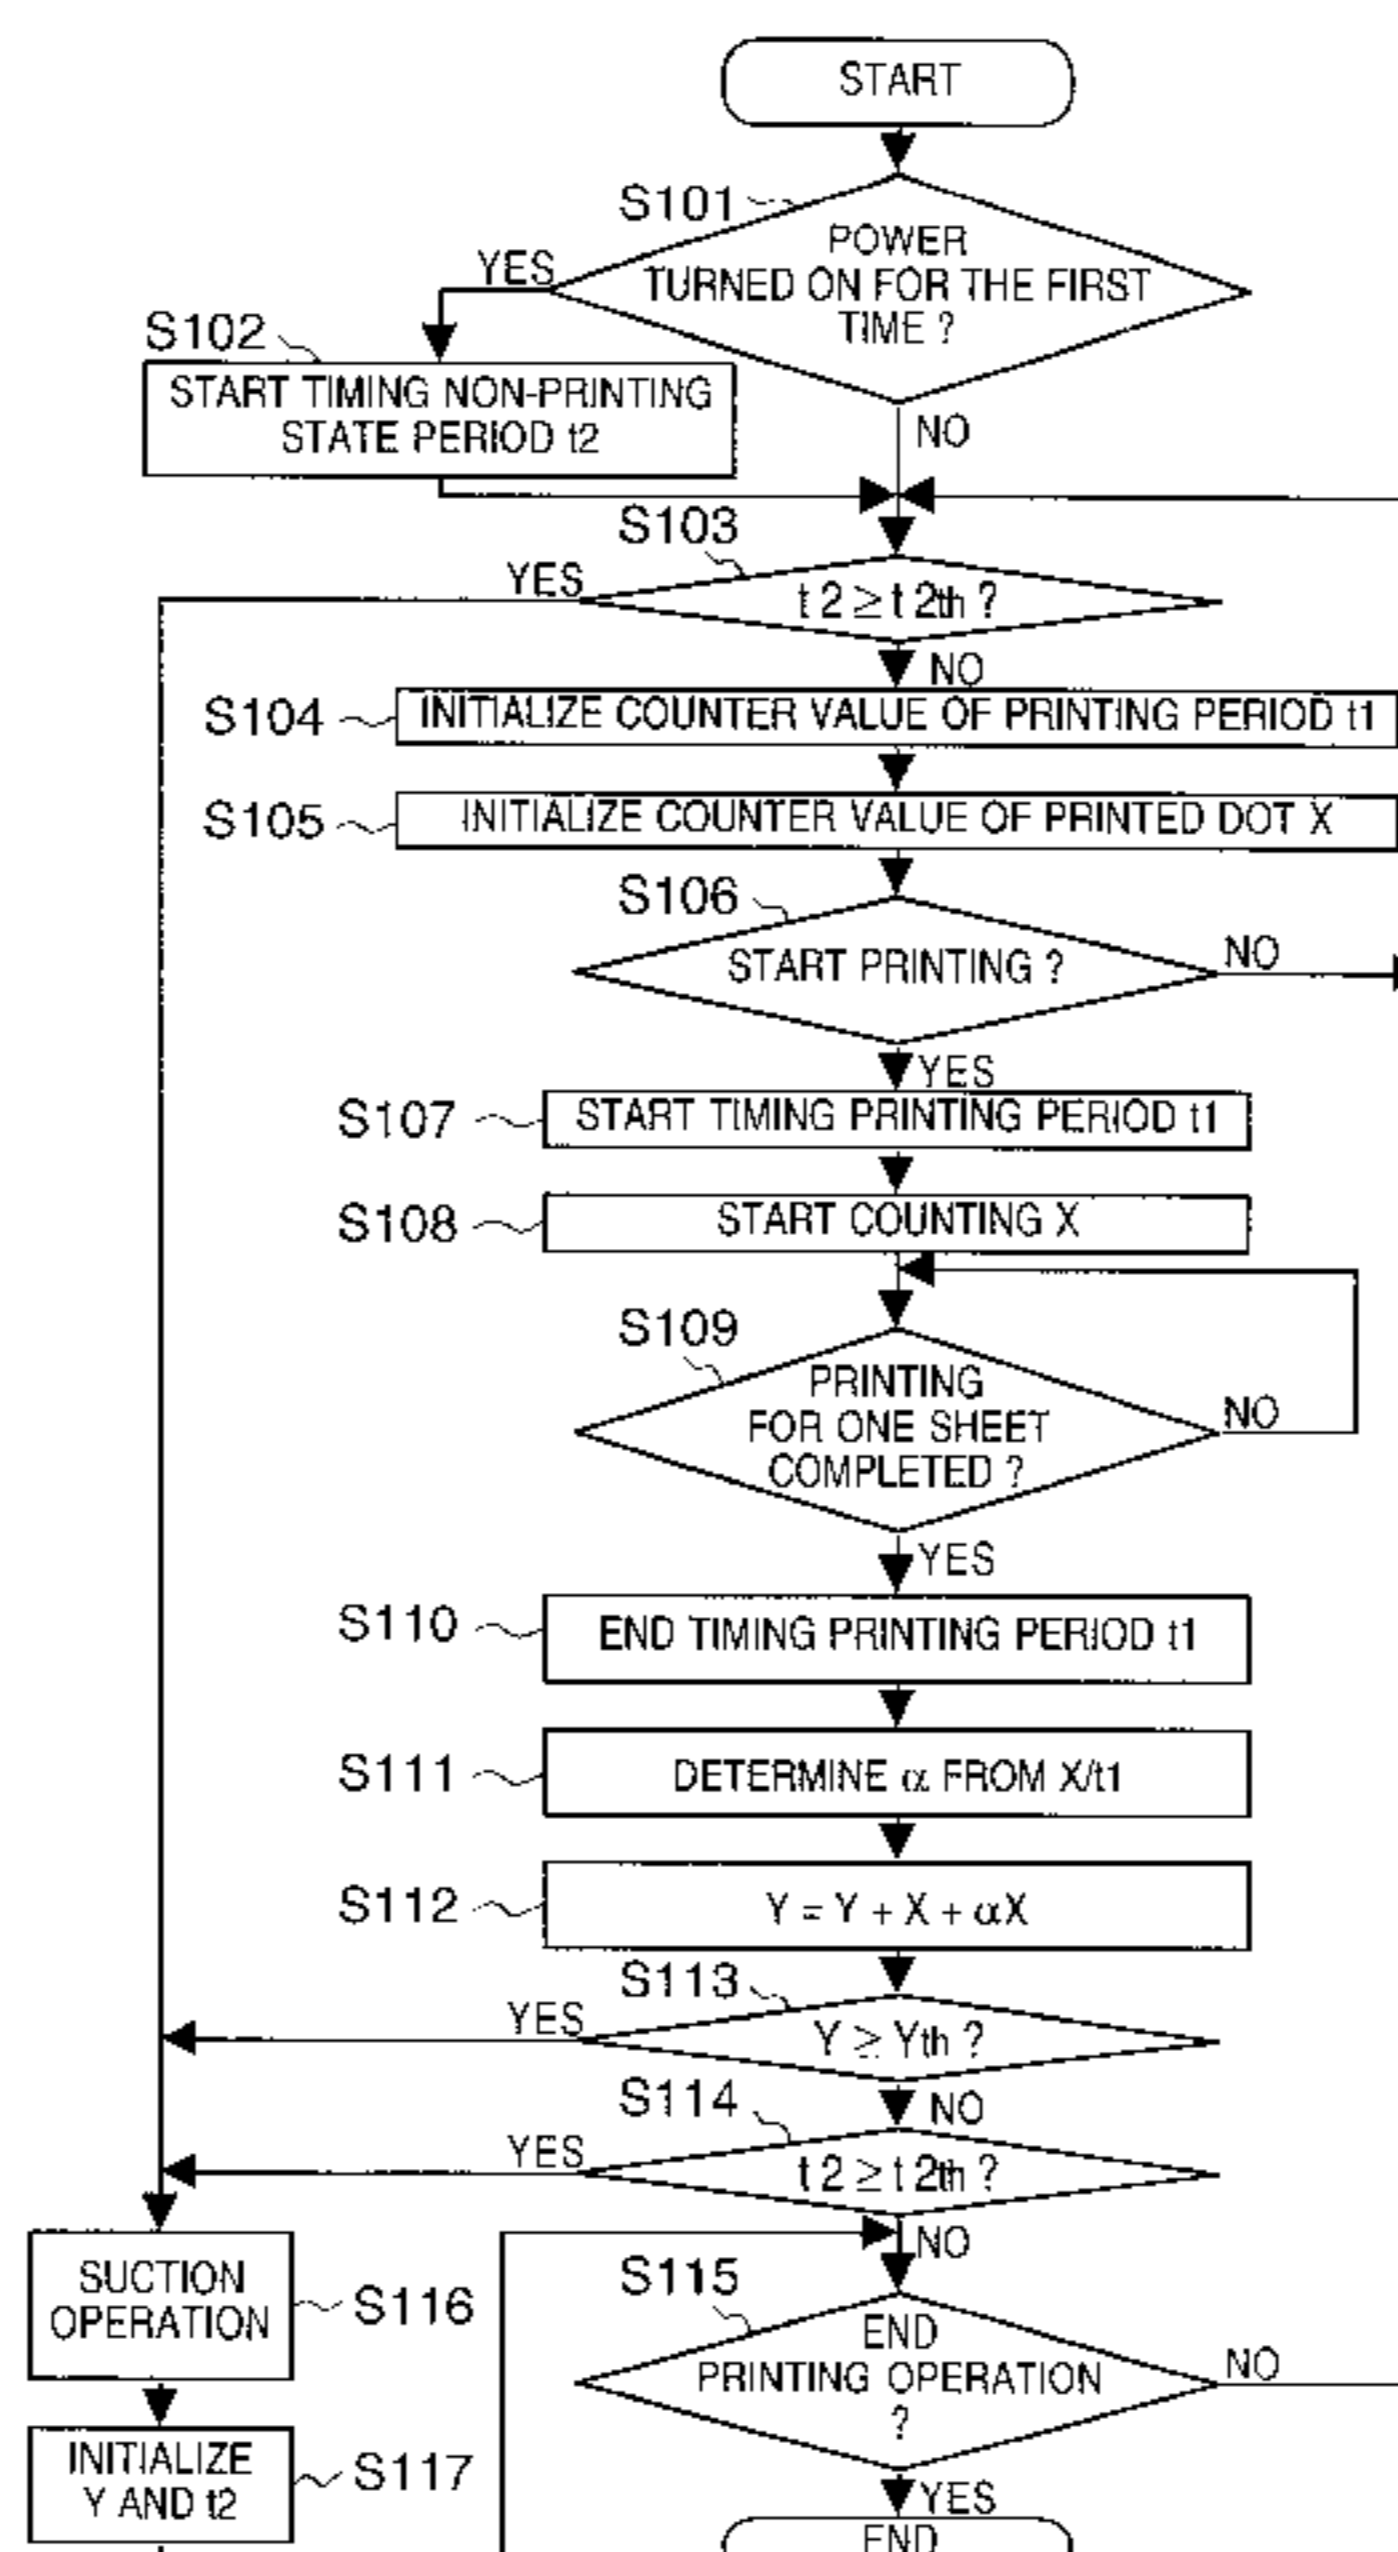 START
S101
POWER
TURNED ON FOR THE FIRST
TIME ?
YES
NO
S102
START TIMING NON-PRINTING
STATE PERIOD t2
S103
t2 ≥ t2th ?
YES
NO
S104
INITIALIZE COUNTER VALUE OF PRINTING PERIOD t1
S105
INITIALIZE COUNTER VALUE OF PRINTED DOT X
S106
START PRINTING ?
NO
YES
S107
START TIMING PRINTING PERIOD t1
S108
START COUNTING X
S109
PRINTING
FOR ONE SHEET
COMPLETED ?
NO
YES
S110
END TIMING PRINTING PERIOD t1
S111
DETERMINE α FROM X/t1
S112
Y = Y + X + αX
S113
Y ≥ Yth ?
YES
NO
S114
t2 ≥ t2th ?
YES
NO
S115
END
PRINTING OPERATION
?
NO
YES
END
SUCTION
OPERATION
S116
INITIALIZE
Y AND t2
S117